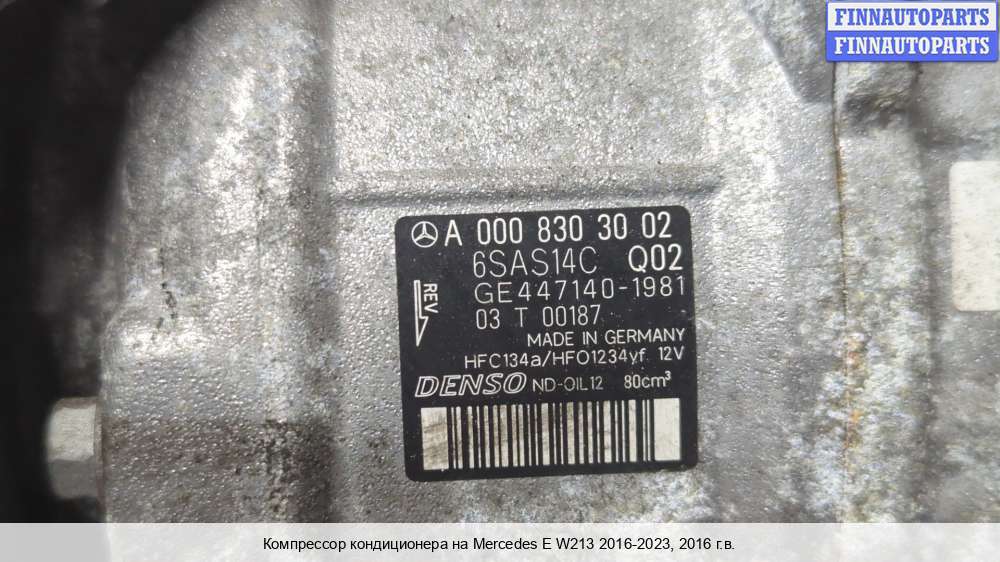 FINNAUTOPARTS
FINNAUTOPARTS
A 000 830 30 02
6SAS14C Q02
GE447140-1981
REV
03 T 00187
MADE IN GERMANY
HFC134a/HFO1234yf. 12V
DENSO ND-OIL12 80cm³
Компрессор кондиционера на Mercedes E W213 2016-2023, 2016 г.в.